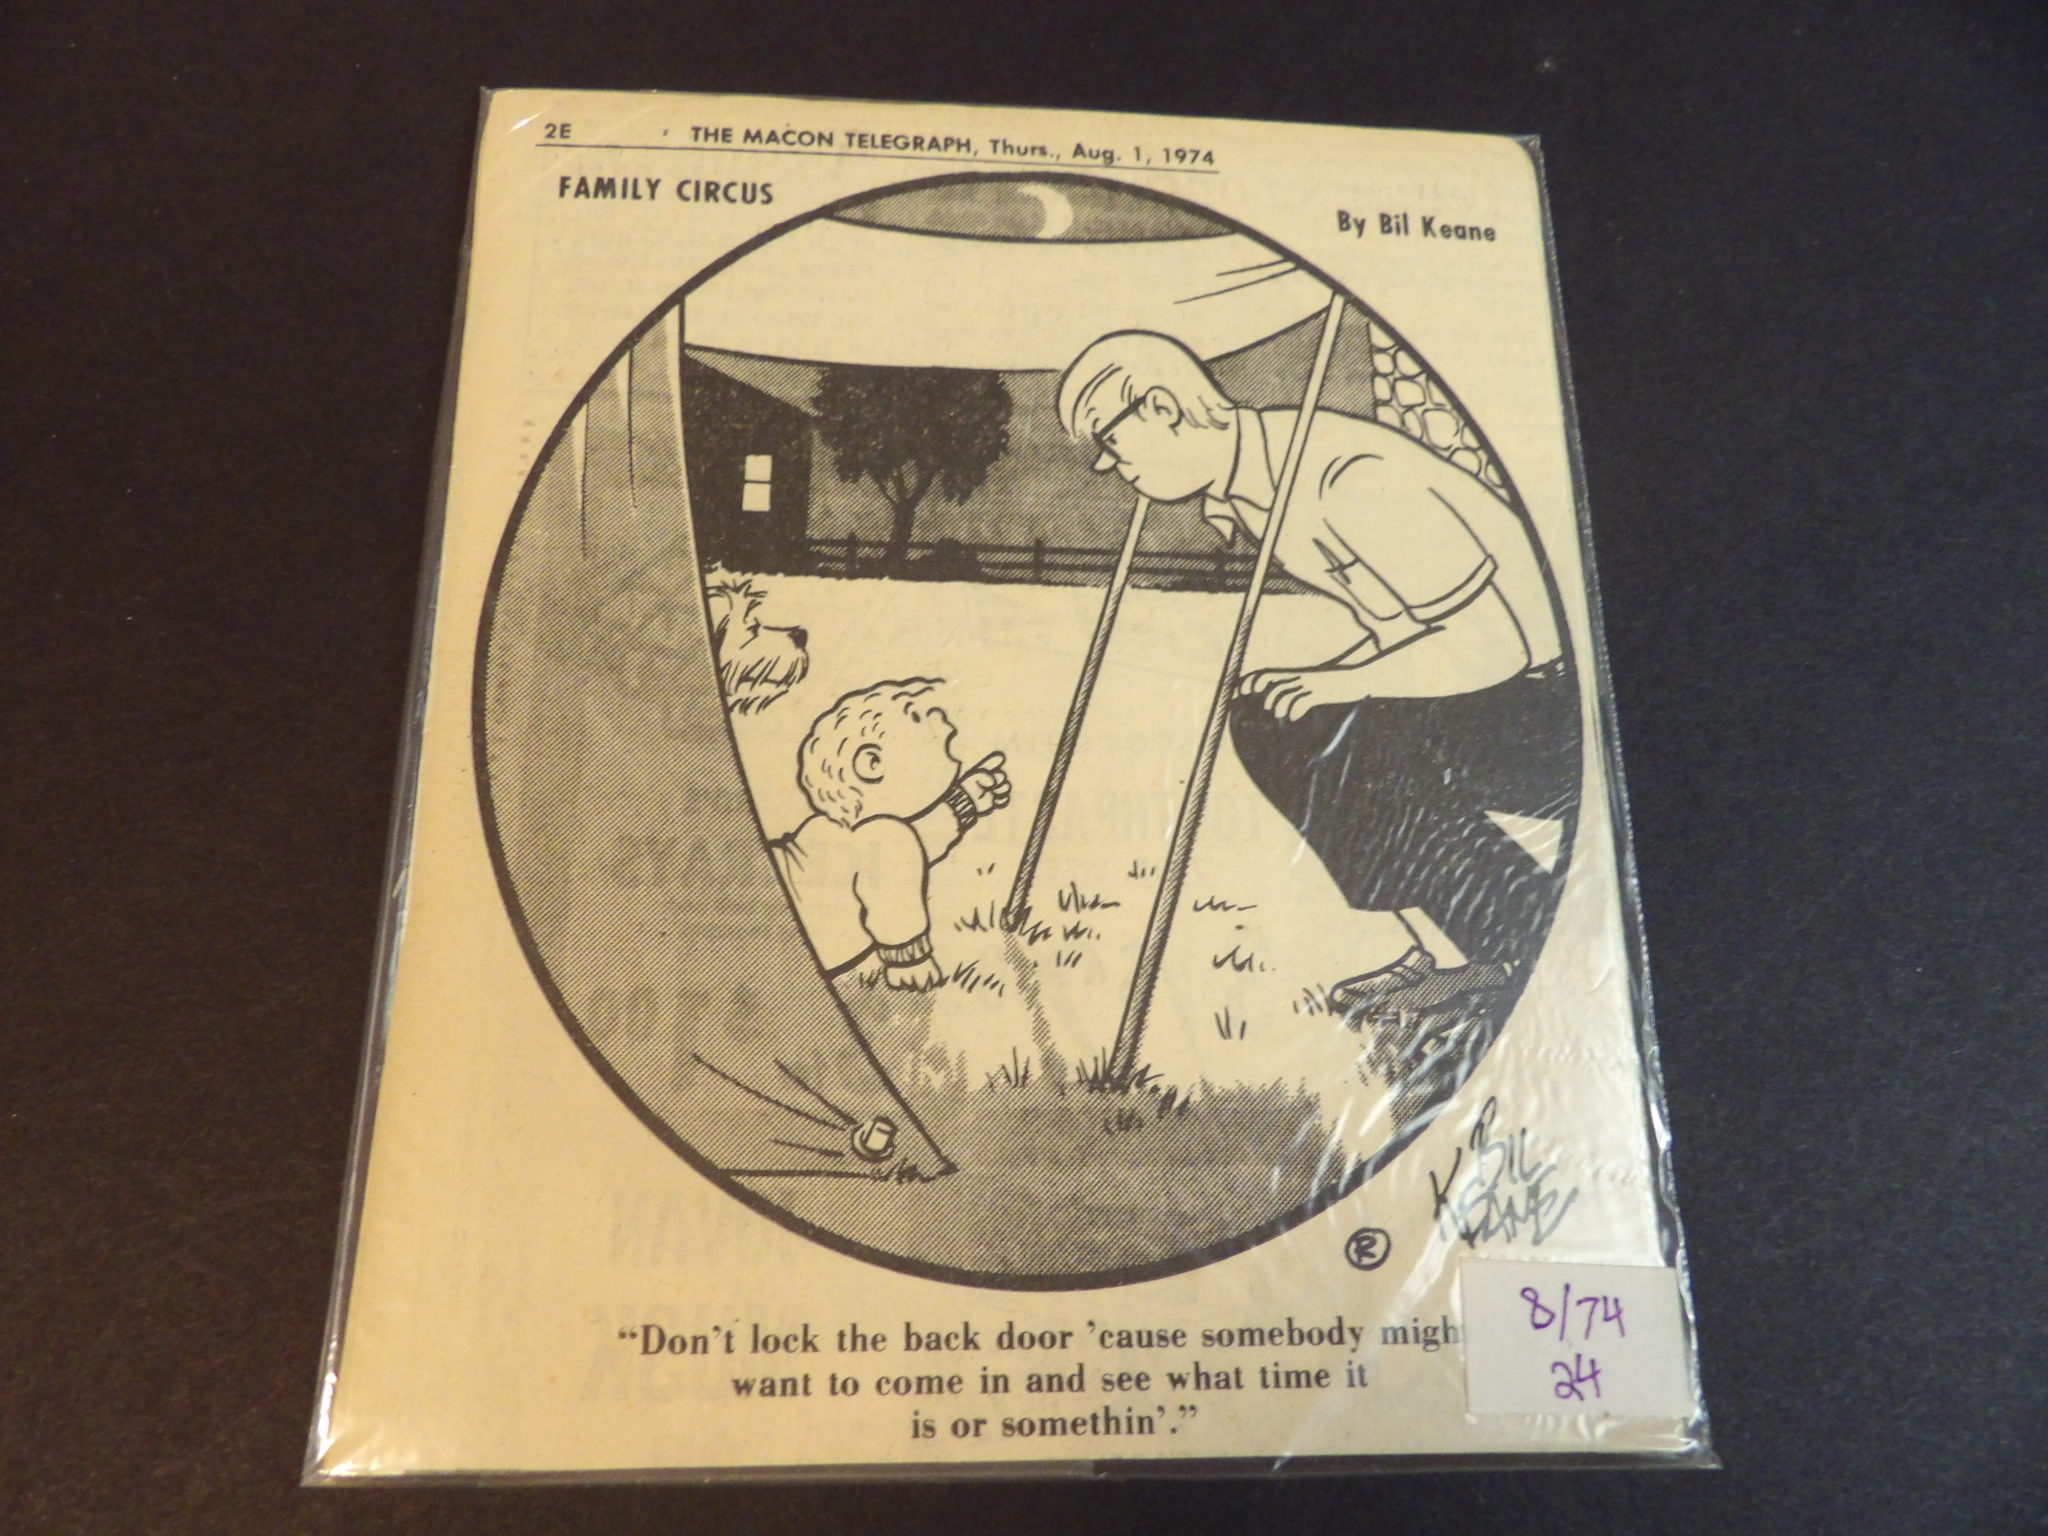 2E THE MACON TELEGRAPH, Thurs., Aug. 1, 1974
FAMILY CIRCUS
By Bil Keane
BIL
KEANE
®
8/74
24
“Don't lock the back door 'cause somebody migh
want to come in and see what time it
is or somethin'.”